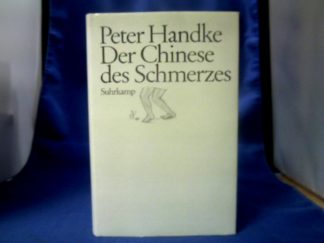 Peter Handke
Der Chinese
des Schmerzes
Suhrkamp